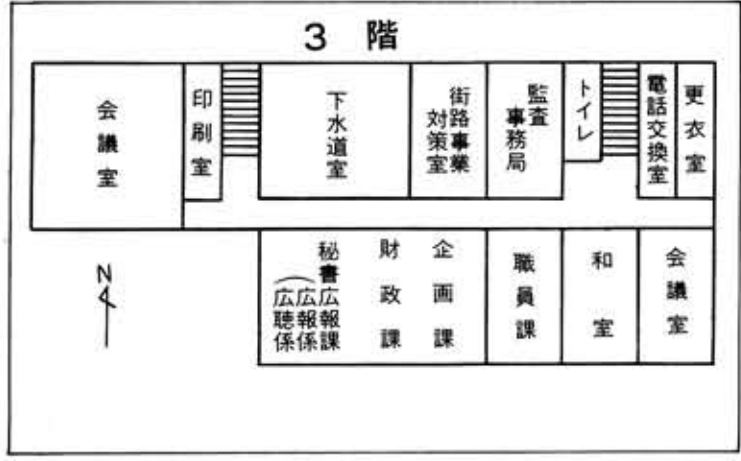 3 階
会議室
印刷室
下水道室
街路事業
対策室
監査
事務局
トイレ
電話交換室
更衣室
秘書広報課
(広報係
広聴係
財政課
企画課
職員課
和室
会議室
N